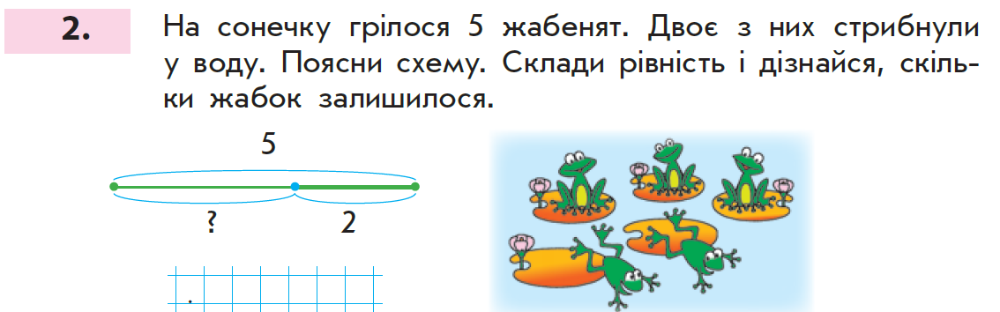 2. На сонечку грілося 5 жабенят. Двоє з них стрибнули
у воду. Поясни схему. Склади рівність і дізнайся, скіль-
ки жабок залишилося.
5
? 2